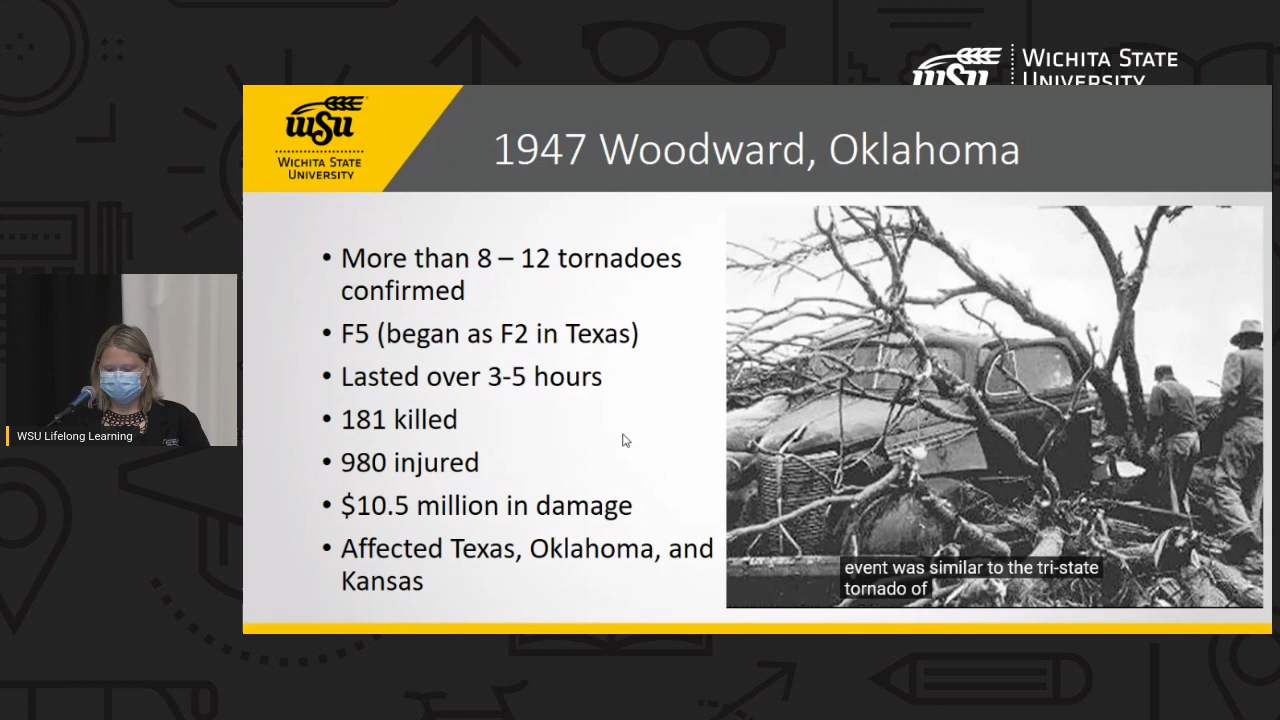 WSU
WICHITA STATE
UNIVERSITY
WSU
WICHITA STATE
UNIVERSITY
1947 Woodward, Oklahoma
• More than 8 – 12 tornadoes
confirmed
• F5 (began as F2 in Texas)
• Lasted over 3-5 hours
• 181 killed
• 980 injured
• $10.5 million in damage
• Affected Texas, Oklahoma, and
Kansas
event was similar to the tri-state
tornado of
WSU Lifelong Learning